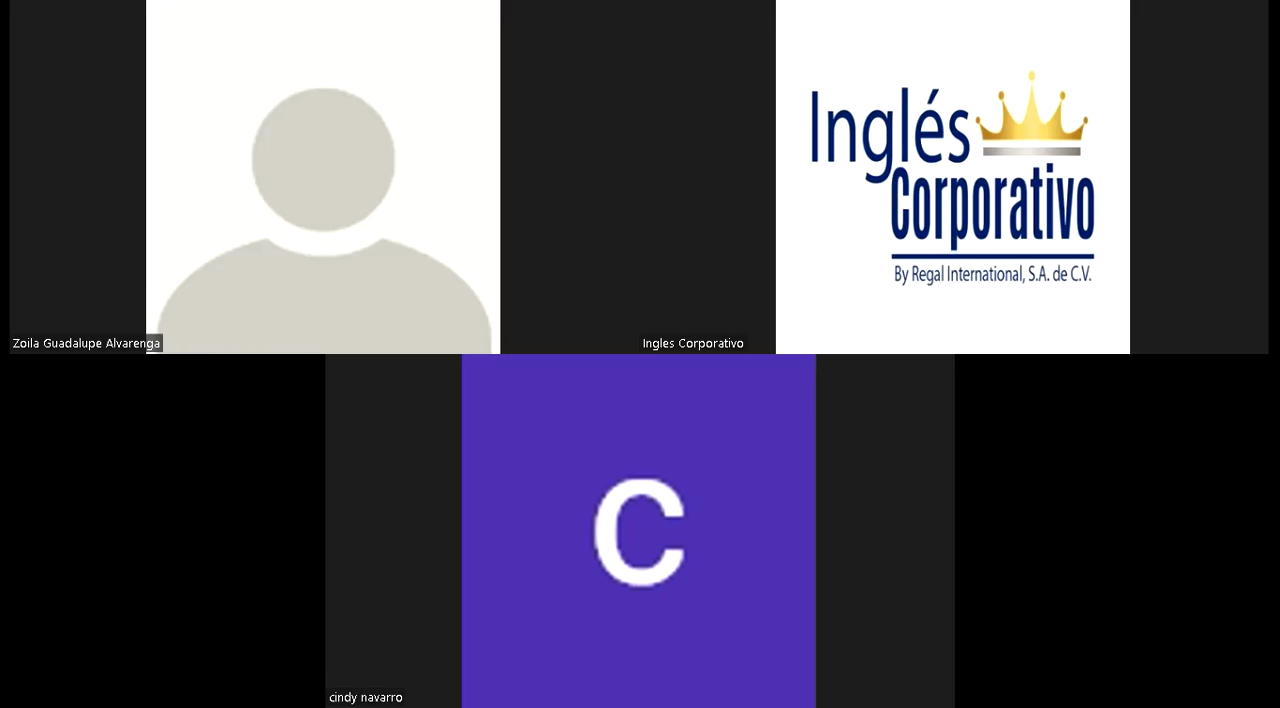 Inglés
Corporativo
By Regal International, S.A. de C.V.
Zoila Guadalupe Alvarenga
Ingles Corporativo
C
cindy navarro